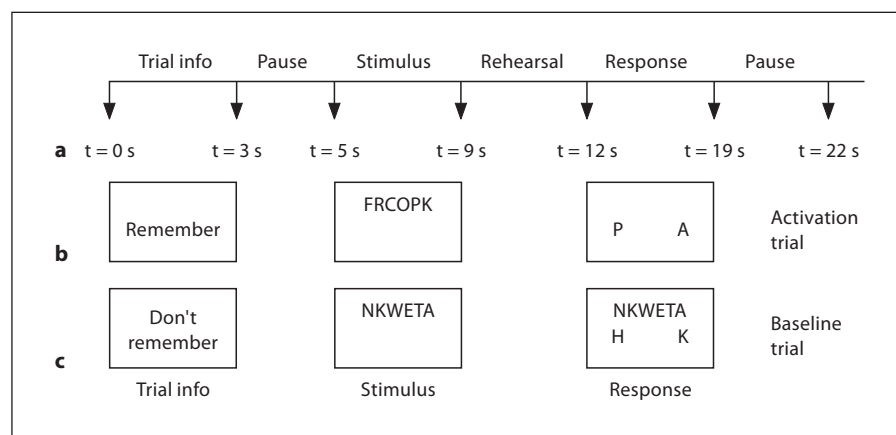 Trial info Pause Stimulus Rehearsal Response Pause
a t = 0 s t = 3 s t = 5 s t = 9 s t = 12 s t = 19 s t = 22 s
FRCOPK
Remember P A Activation
trial
b
Don't NKWETA NKWETA Baseline
remember H K trial
c
Trial info Stimulus Response